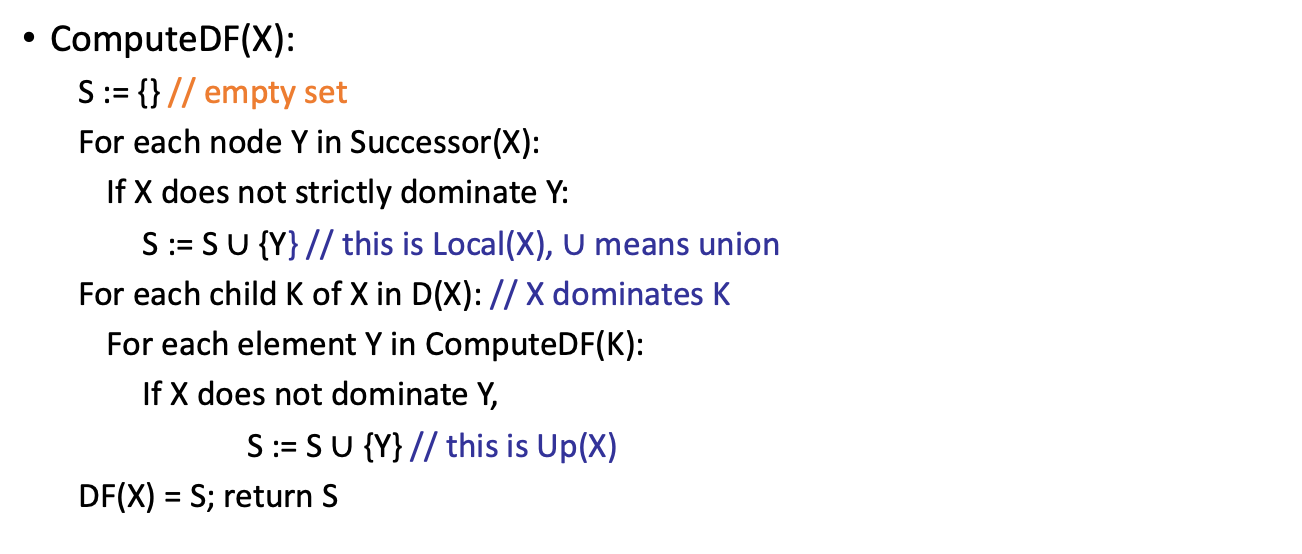 • ComputeDF(X):
S := {} // empty set
For each node Y in Successor(X):
If X does not strictly dominate Y:
S := S ∪ {Y} // this is Local(X), ∪ means union
For each child K of X in D(X): // X dominates K
For each element Y in ComputeDF(K):
If X does not dominate Y,
S := S ∪ {Y} // this is Up(X)
DF(X) = S; return S